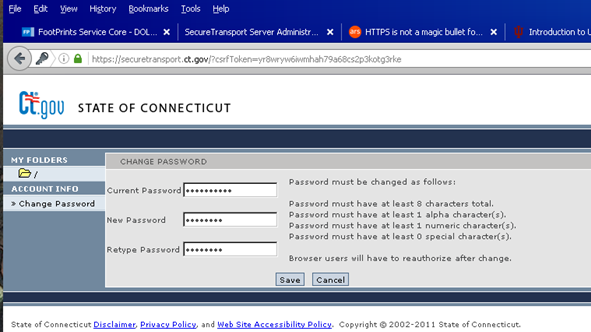 File Edit View History Bookmarks Tools Help
FootPrints Service Core - DOL... × SecureTransport Server Administr... × HTTPS is not a magic bullet fo... × Introduction to U
https://securetransport.ct.gov/?csrfToken=yr8wryw6iwmhah79a68cs2p3kotg3rke
Ct.gov STATE OF CONNECTICUT
MY FOLDERS
/
ACCOUNT INFO
» Change Password
CHANGE PASSWORD
Current Password ••••••••••
New Password ••••••••
Retype Password ••••••••
Password must be changed as follows:
Password must have at least 8 characters total.
Password must have at least 1 alpha character(s).
Password must have at least 1 numeric character(s).
Password must have at least 0 special character(s).
Browser users will have to reauthorize after change.
Save Cancel
State of Connecticut Disclaimer, Privacy Policy, and Web Site Accessibility Policy. Copyright © 2002-2011 State of Connecticut.